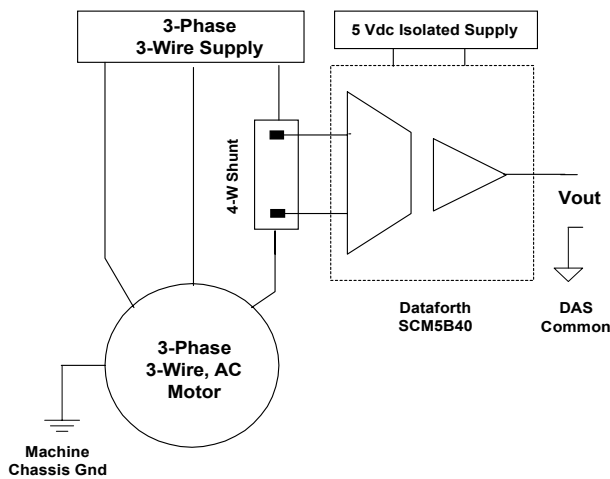 3-Phase
3-Wire Supply
5 Vdc Isolated Supply
4-W Shunt
Vout
Dataforth
SCM5B40
DAS
Common
3-Phase
3-Wire, AC
Motor
Machine
Chassis Gnd